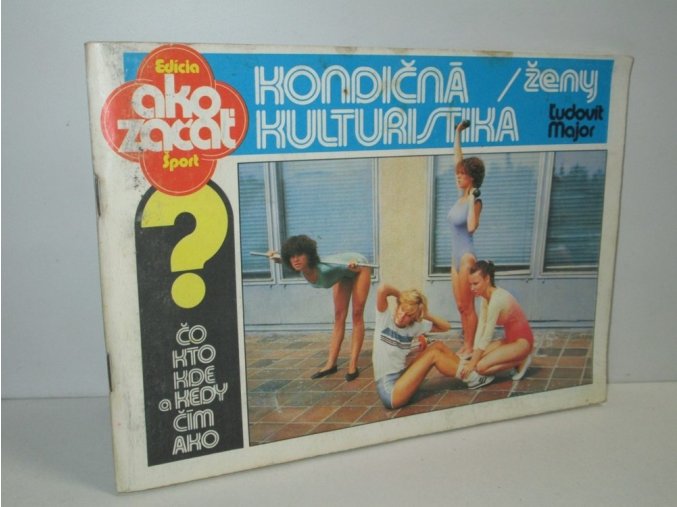 Edícia
ako
začať
Šport
KONDIČNÁ / ženy
KULTURISTIKA
Ľudovít
Major
?
ČO
KTO
KDE
a KEDY
ČÍM
AKO